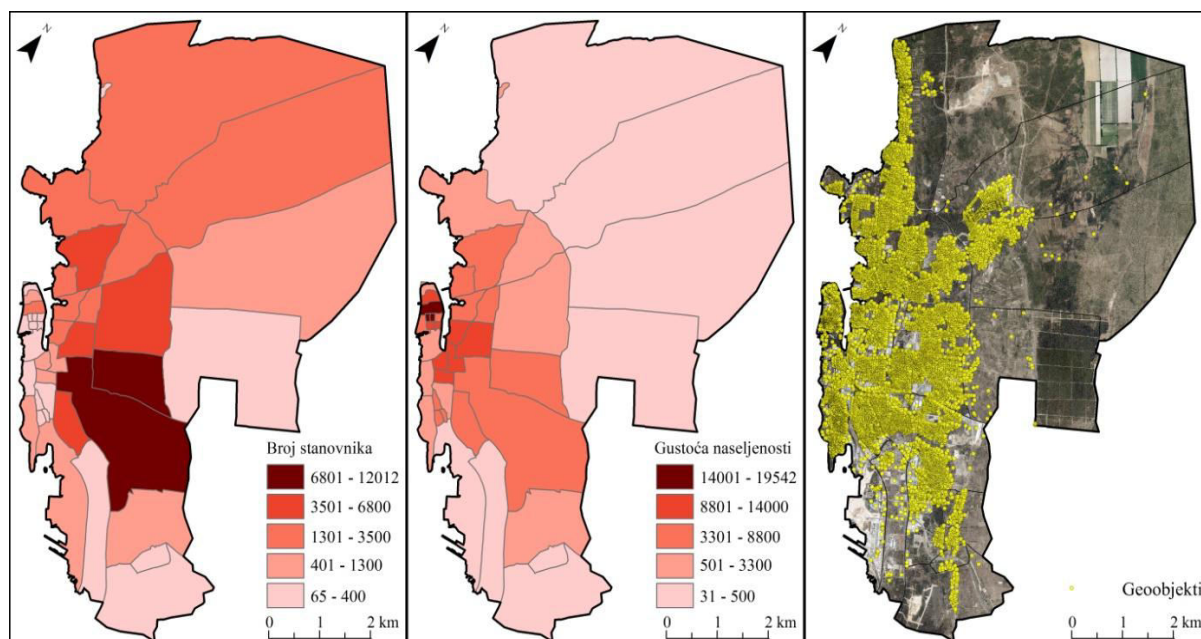 N
Broj stanovnika
6801 - 12012
3501 - 6800
1301 - 3500
401 - 1300
65 - 400
0 1 2 km
N
Gustoća naseljenosti
14001 - 19542
8801 - 14000
3301 - 8800
501 - 3300
31 - 500
0 1 2 km
N
Geoobjekti
0 1 2 km